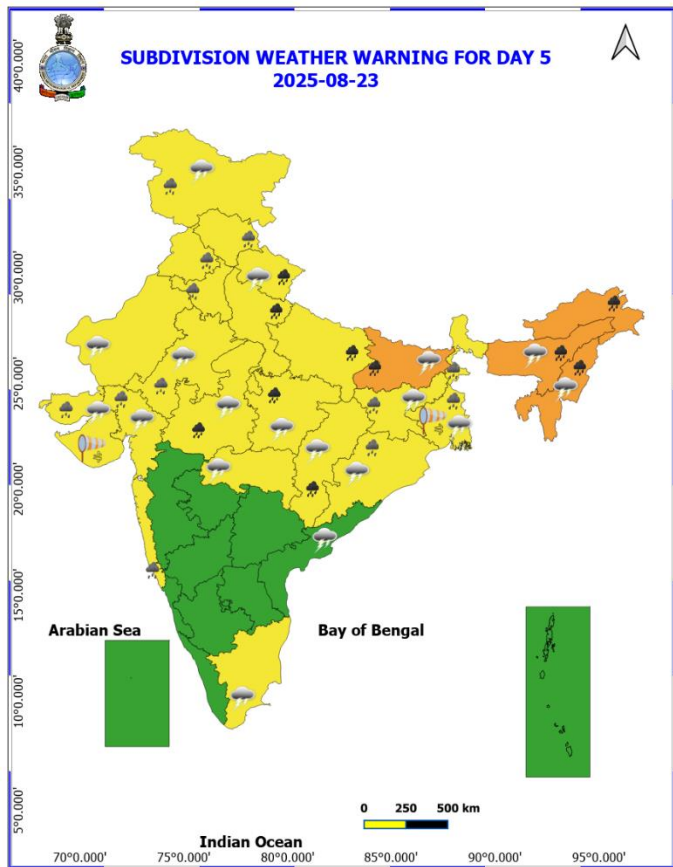 SUBDIVISION WEATHER WARNING FOR DAY 5
2025-08-23
40°0.000'
35°0.000'
30°0.000'
25°0.000'
20°0.000'
15°0.000'
10°0.000'
5°0.000'
Arabian Sea
Bay of Bengal
0 250 500 km
Indian Ocean
70°0.000' 75°0.000' 80°0.000' 85°0.000' 90°0.000' 95°0.000'